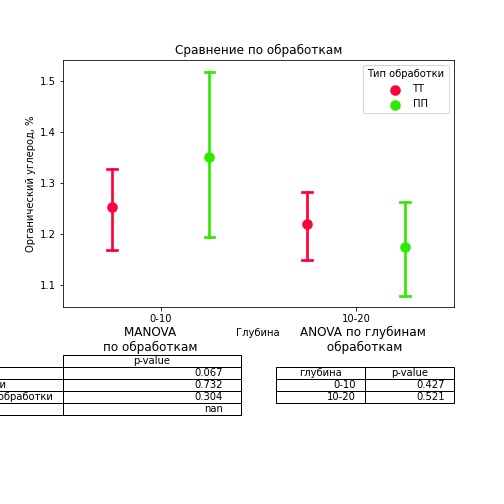 Сравнение по обработкам
Тип обработки
ТТ
ПП
Органический углерод, %
1.5
1.4
1.3
1.2
1.1
0-10
10-20
Глубина
MANOVA
по обработкам
p-value
0.067
0.732
обработки 0.304
nan
ANOVA по глубинам
обработкам
глубина p-value
0-10 0.427
10-20 0.521